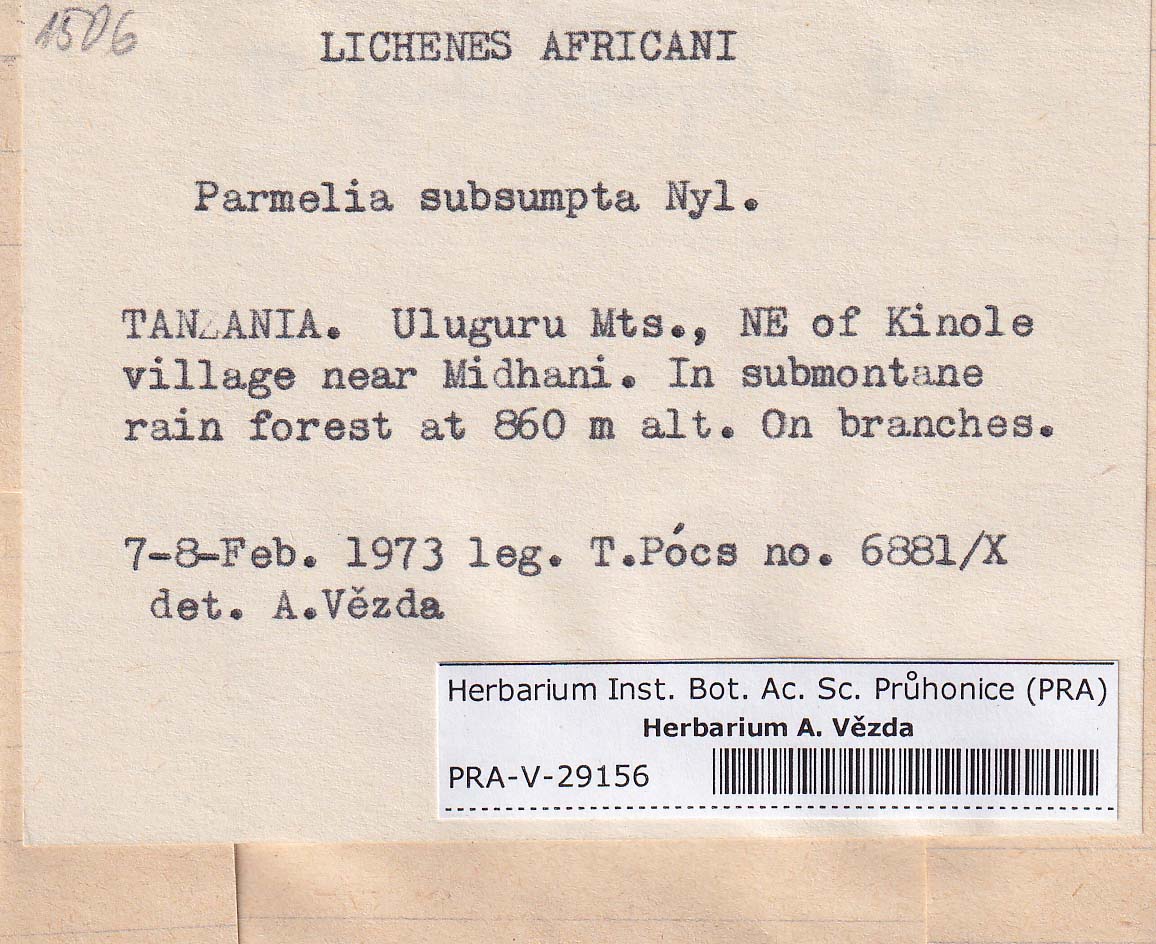 1506
LICHENES AFRICANI
Parmelia subsumpta Nyl.
TANZANIA. Uluguru Mts., NE of Kinole
village near Midhani. In submontane
rain forest at 860 m alt. On branches.
7-8-Feb. 1973 leg. T.Pócs no. 6881/X
det. A.Vězda
Herbarium Inst. Bot. Ac. Sc. Průhonice (PRA)
Herbarium A. Vězda
PRA-V-29156